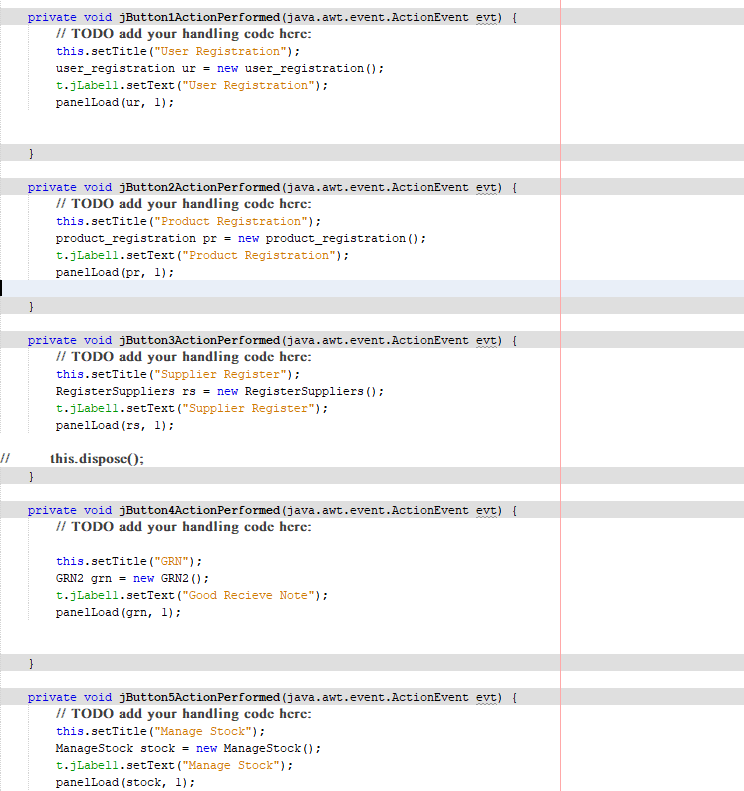 private void jButton1ActionPerformed(java.awt.event.ActionEvent evt) {
// TODO add your handling code here:
this.setTitle("User Registration");
user_registration ur = new user_registration();
t.jLabel1.setText("User Registration");
panelLoad(ur, 1);
}
private void jButton2ActionPerformed(java.awt.event.ActionEvent evt) {
// TODO add your handling code here:
this.setTitle("Product Registration");
product_registration pr = new product_registration();
t.jLabel1.setText("Product Registration");
panelLoad(pr, 1);
}
private void jButton3ActionPerformed(java.awt.event.ActionEvent evt) {
// TODO add your handling code here:
this.setTitle("Supplier Register");
RegisterSuppliers rs = new RegisterSuppliers();
t.jLabel1.setText("Supplier Register");
panelLoad(rs, 1);
// this.dispose();
}
private void jButton4ActionPerformed(java.awt.event.ActionEvent evt) {
// TODO add your handling code here:
this.setTitle("GRN");
GRN2 grn = new GRN2();
t.jLabel1.setText("Good Recieve Note");
panelLoad(grn, 1);
}
private void jButton5ActionPerformed(java.awt.event.ActionEvent evt) {
// TODO add your handling code here:
this.setTitle("Manage Stock");
ManageStock stock = new ManageStock();
t.jLabel1.setText("Manage Stock");
panelLoad(stock, 1);